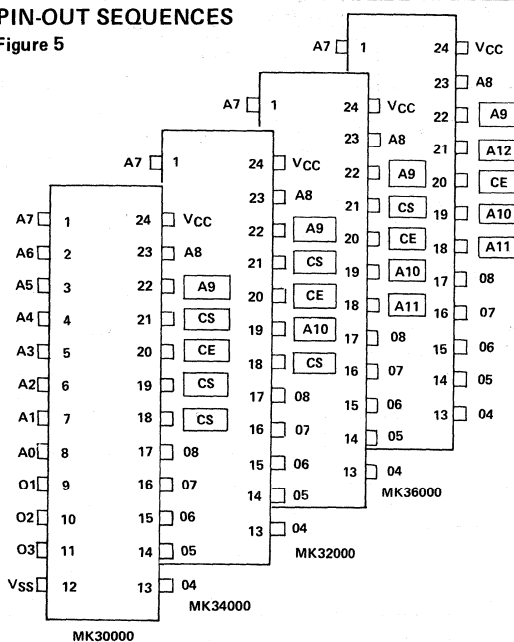 PIN-OUT SEQUENCES
Figure 5
A7 1 24 VCC
23 A8
22 A9
21 A12
20 CE
19 A10
18 A11
17 08
16 07
15 06
14 05
13 04
MK36000
A7 1 24 VCC
23 A8
22 A9
21 CS
20 CE
19 A10
18 A11
17 08
16 07
15 06
14 05
13 04
MK32000
A7 1 24 VCC
23 A8
22 A9
21 CS
20 CE
19 A10
18 CS
17 08
16 07
15 06
14 05
13 04
MK34000
A7 1 24 VCC
A6 2 23 A8
A5 3 22 A9
A4 4 21 CS
A3 5 20 CE
A2 6 19 CS
A1 7 18 CS
A0 8 17 08
O1 9 16 07
O2 10 15 06
O3 11 14 05
VSS 12 13 04
MK30000